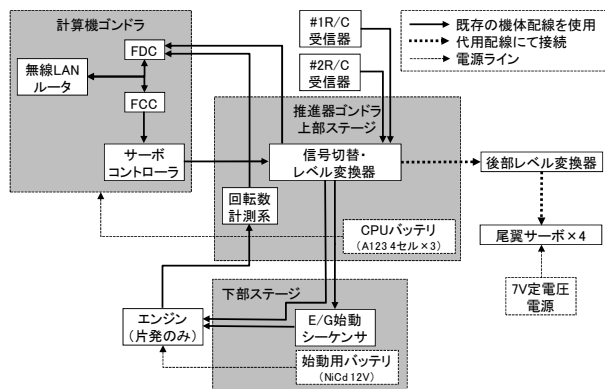 計算機ゴンドラ
FDC
無線LAN
ルータ
FCC
サーボ
コントローラ
#1R/C
受信器
#2R/C
受信器
既存の機体配線を使用
代用配線にて接続
電源ライン
推進器ゴンドラ
上部ステージ
信号切替・
レベル変換器
後部レベル変換器
回転数
計測系
CPUバッテリ
(A123 4セル×3)
尾翼サーボ×4
7V定電圧
電源
下部ステージ
エンジン
(片発のみ)
E/G始動
シーケンサ
始動用バッテリ
(NiCd 12V)